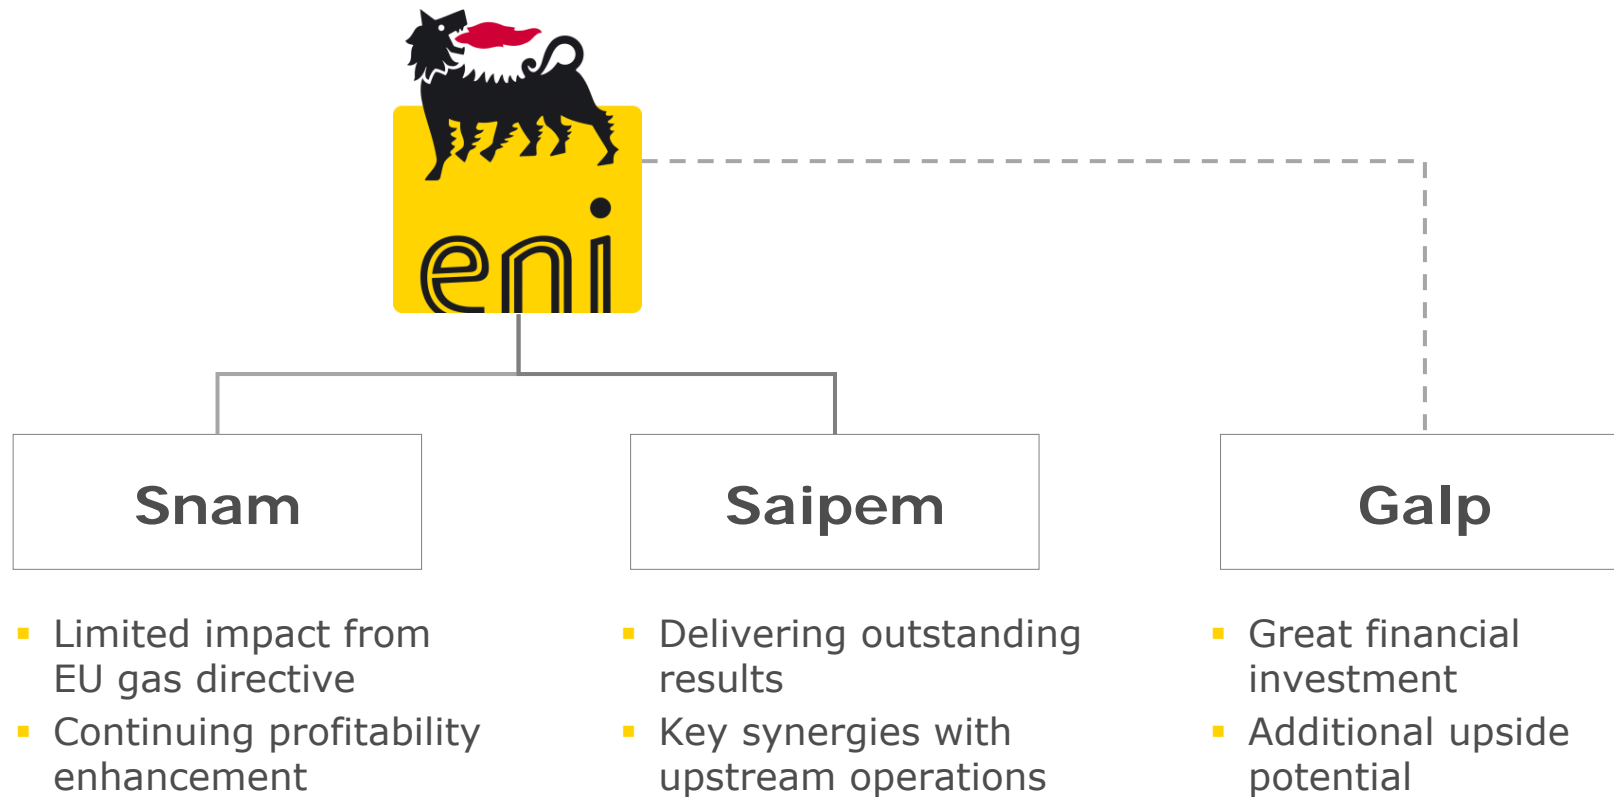 eni
Snam
Limited impact from
EU gas directive
Continuing profitability
enhancement
Saipem
Delivering outstanding
results
Key synergies with
upstream operations
Galp
Great financial
investment
Additional upside
potential